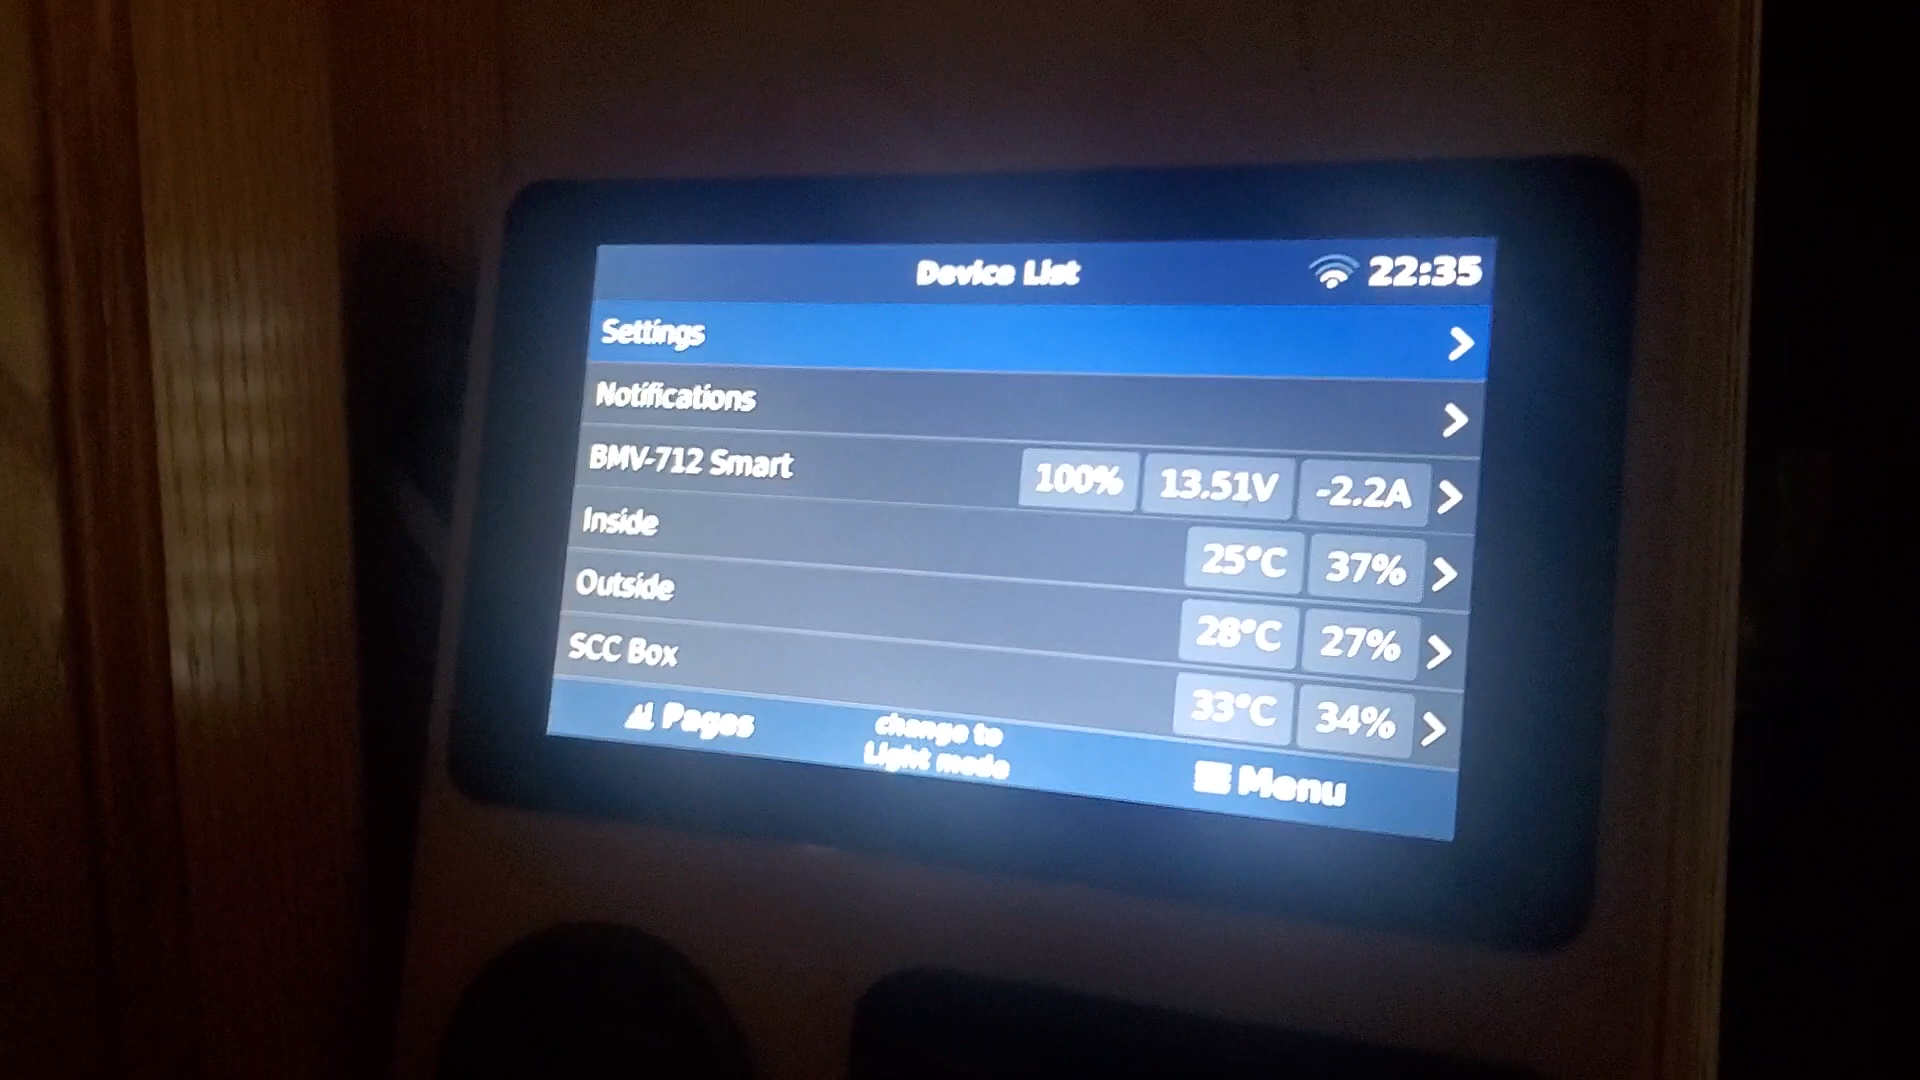 Device List 22:35
Settings
Notifications
BMV-712 Smart 100% 13.51V -2.2A
Inside 25°C 37%
Outside 28°C 27%
SCC Box 33°C 34%
Pages
change to
Light mode
Menu